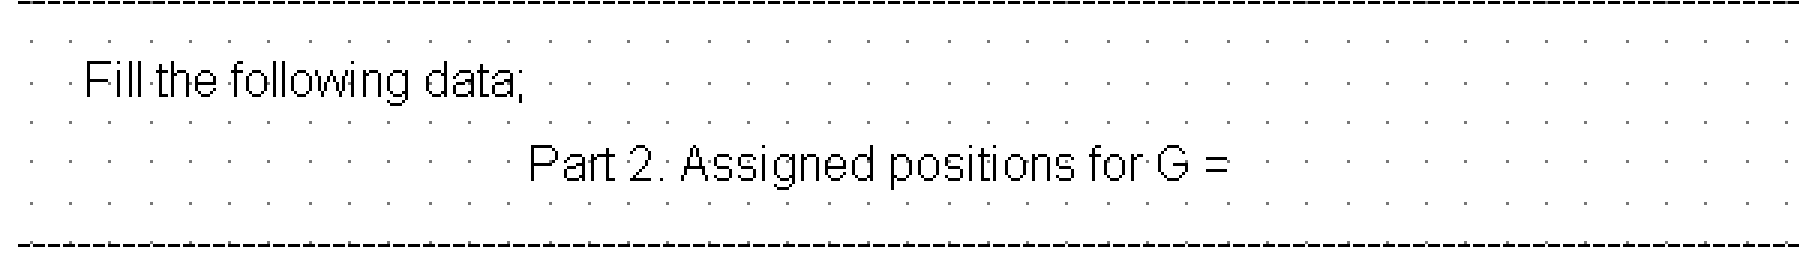 Fill the following data;
Part 2: Assigned positions for G =